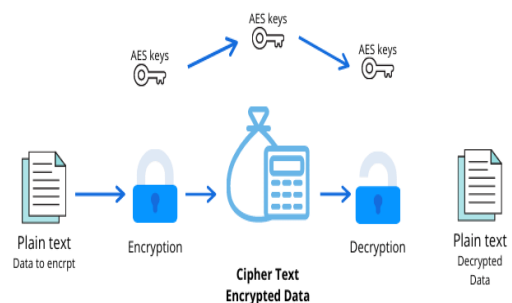 AES keys
AES keys
AES keys
Plain text
Data to encrpt
Encryption
Cipher Text
Encrypted Data
Decryption
Plain text
Decrypted
Data